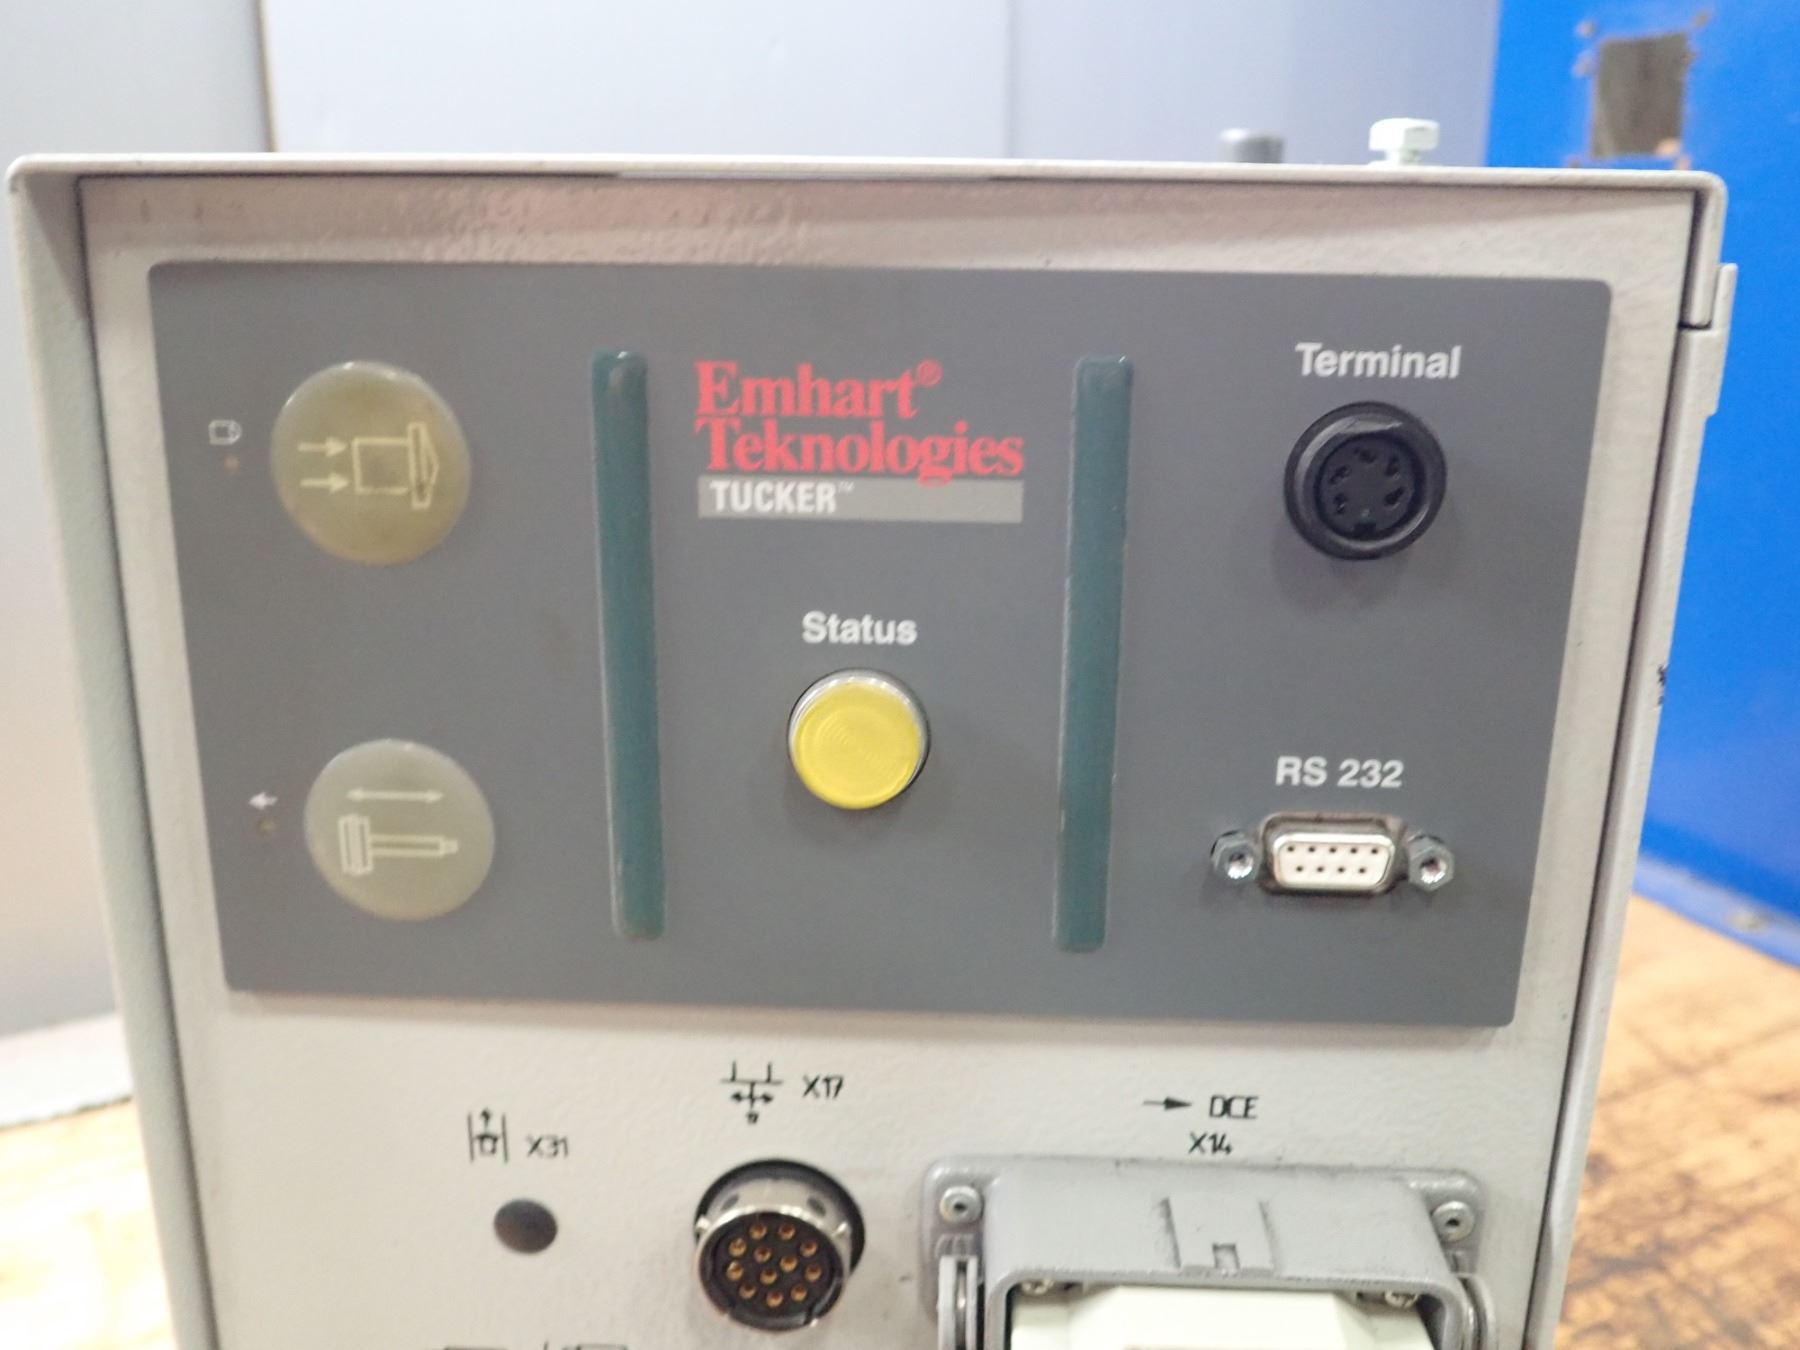 Emhart®
Teknologies
TUCKER™
Terminal
Status
RS 232
X17
X31
DCE
X14